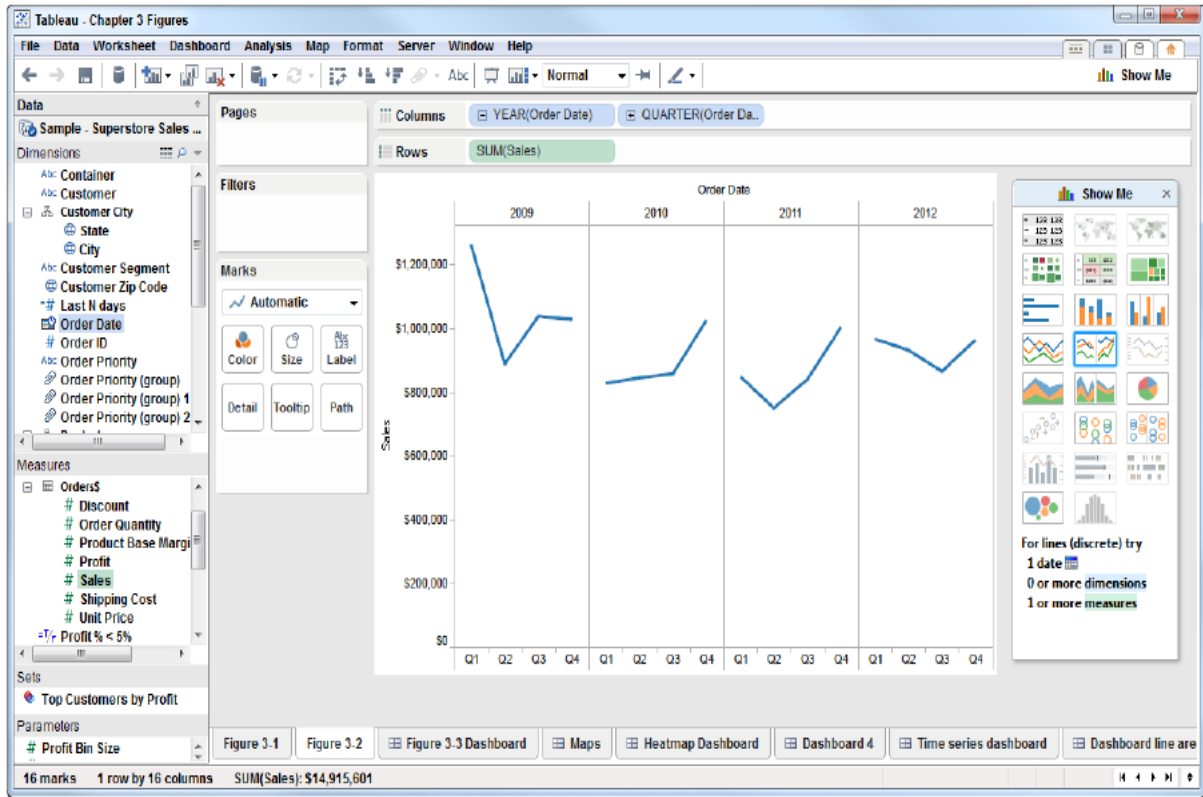 Tableau - Chapter 3 Figures
File Data Worksheet Dashboard Analysis Map Format Server Window Help
Abc Normal Show Me
Data
Sample - Superstore Sales ...
Dimensions
Abc Container
Abc Customer
Customer City
State
City
Abc Customer Segment
Customer Zip Code
=# Last N days
Order Date
# Order ID
Abc Order Priority
Order Priority (group)
Order Priority (group) 1
Order Priority (group) 2
Measures
Orders$
# Discount
# Order Quantity
# Product Base Margi
# Profit
# Sales
# Shipping Cost
# Unit Price
=T/F Profit % < 5%
Sets
Top Customers by Profit
Parameters
# Profit Bin Size
Pages
Filters
Marks
Automatic
Abc
123
Color Size Label
Detail Tooltip Path
Columns YEAR(Order Date) QUARTER(Order Da..
Rows SUM(Sales)
Order Date
2009 2010 2011 2012
Sales
$1,200,000
$1,000,000
$800,000
$600,000
$400,000
$200,000
$0
Q1 Q2 Q3 Q4 Q1 Q2 Q3 Q4 Q1 Q2 Q3 Q4 Q1 Q2 Q3 Q4
Show Me
For lines (discrete) try
1 date
0 or more dimensions
1 or more measures
Figure 3-1 Figure 3-2 Figure 3-3 Dashboard Maps Heatmap Dashboard Dashboard 4 Time series dashboard Dashboard line are
16 marks 1 row by 16 columns SUM(Sales): $14,915,601